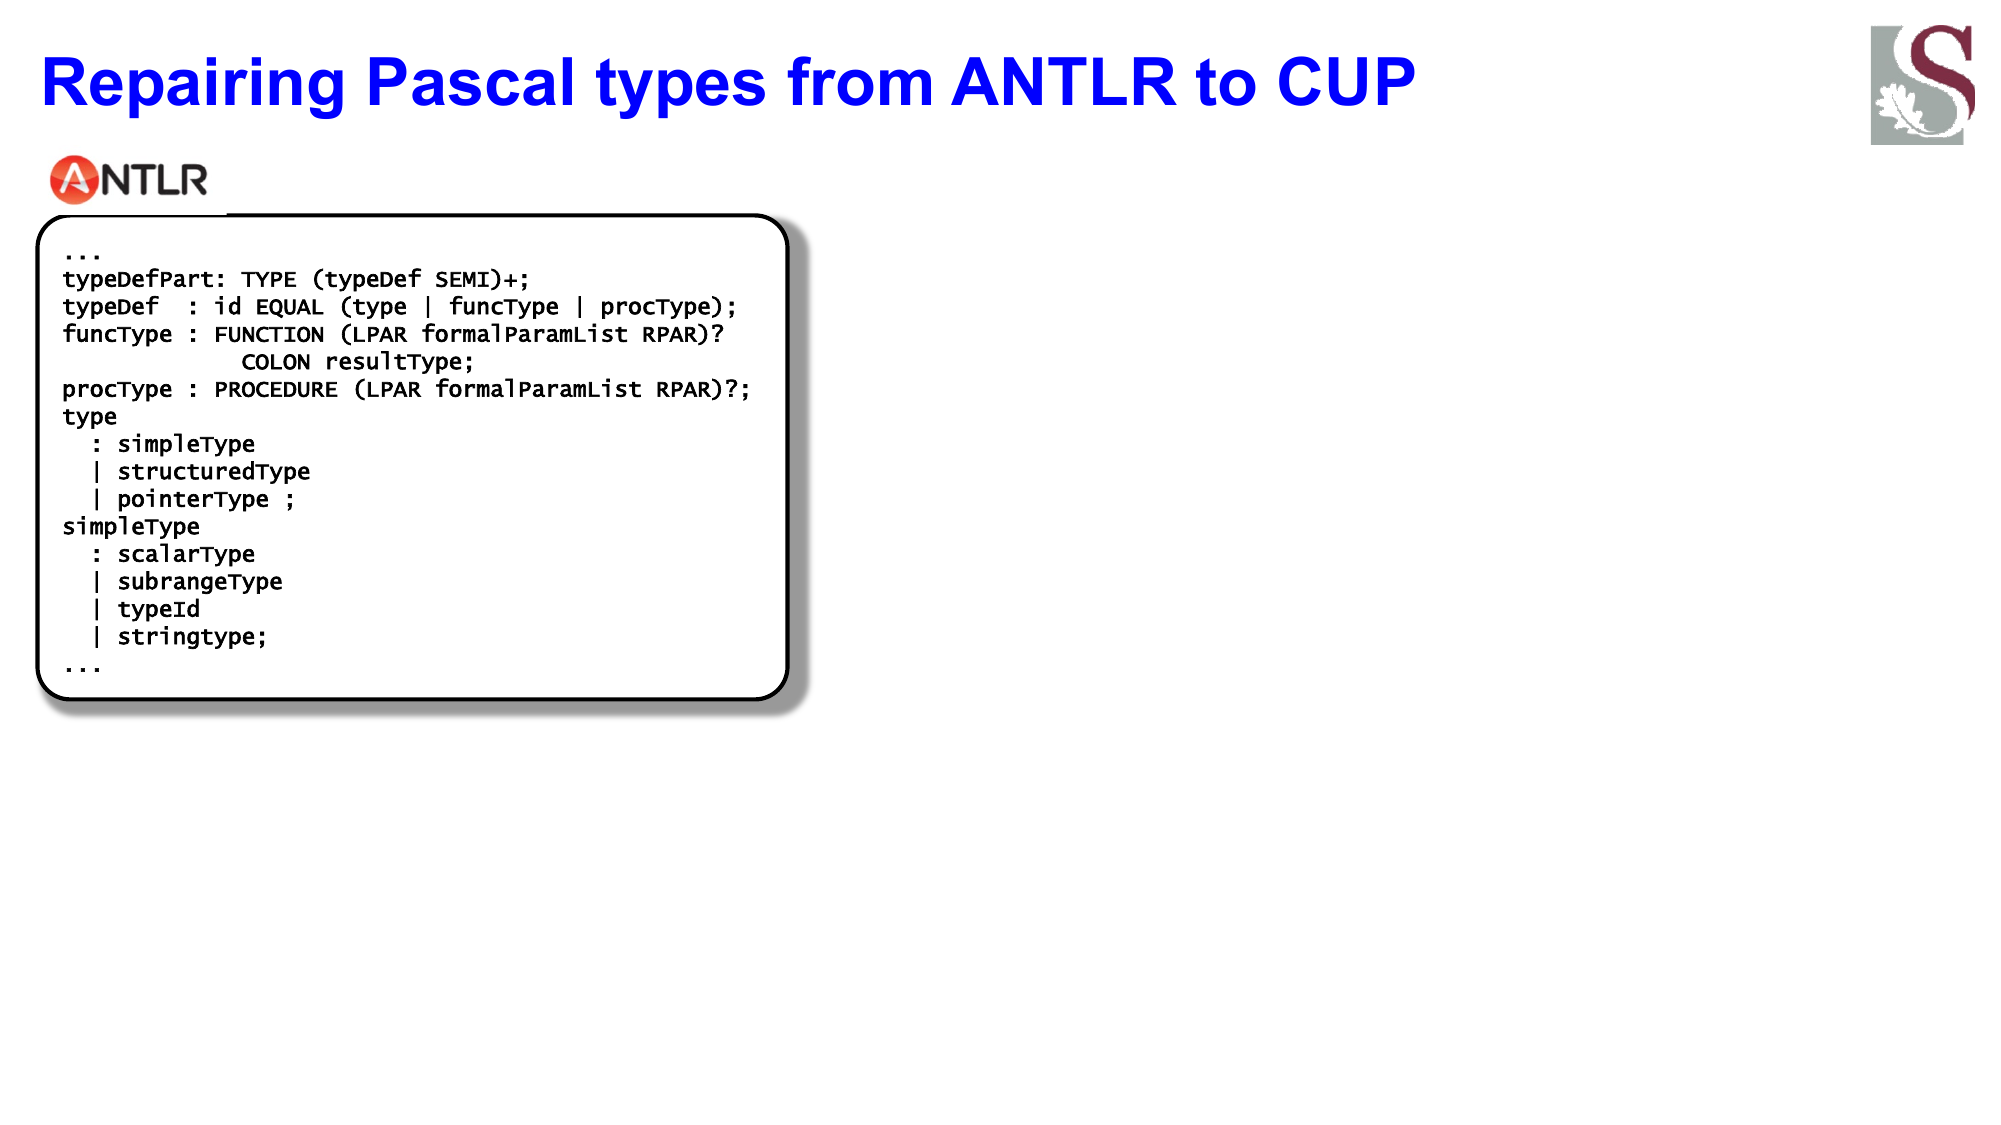 Repairing Pascal types from ANTLR to CUP
S
ANTLR
...
typeDefPart: TYPE (typeDef SEMI)+;
typeDef  : id EQUAL (type | funcType | procType);
funcType : FUNCTION (LPAR formalParamList RPAR)?
             COLON resultType;
procType : PROCEDURE (LPAR formalParamList RPAR)?;
type
  : simpleType
  | structuredType
  | pointerType ;
simpleType
  : scalarType
  | subrangeType
  | typeId
  | stringtype;
...